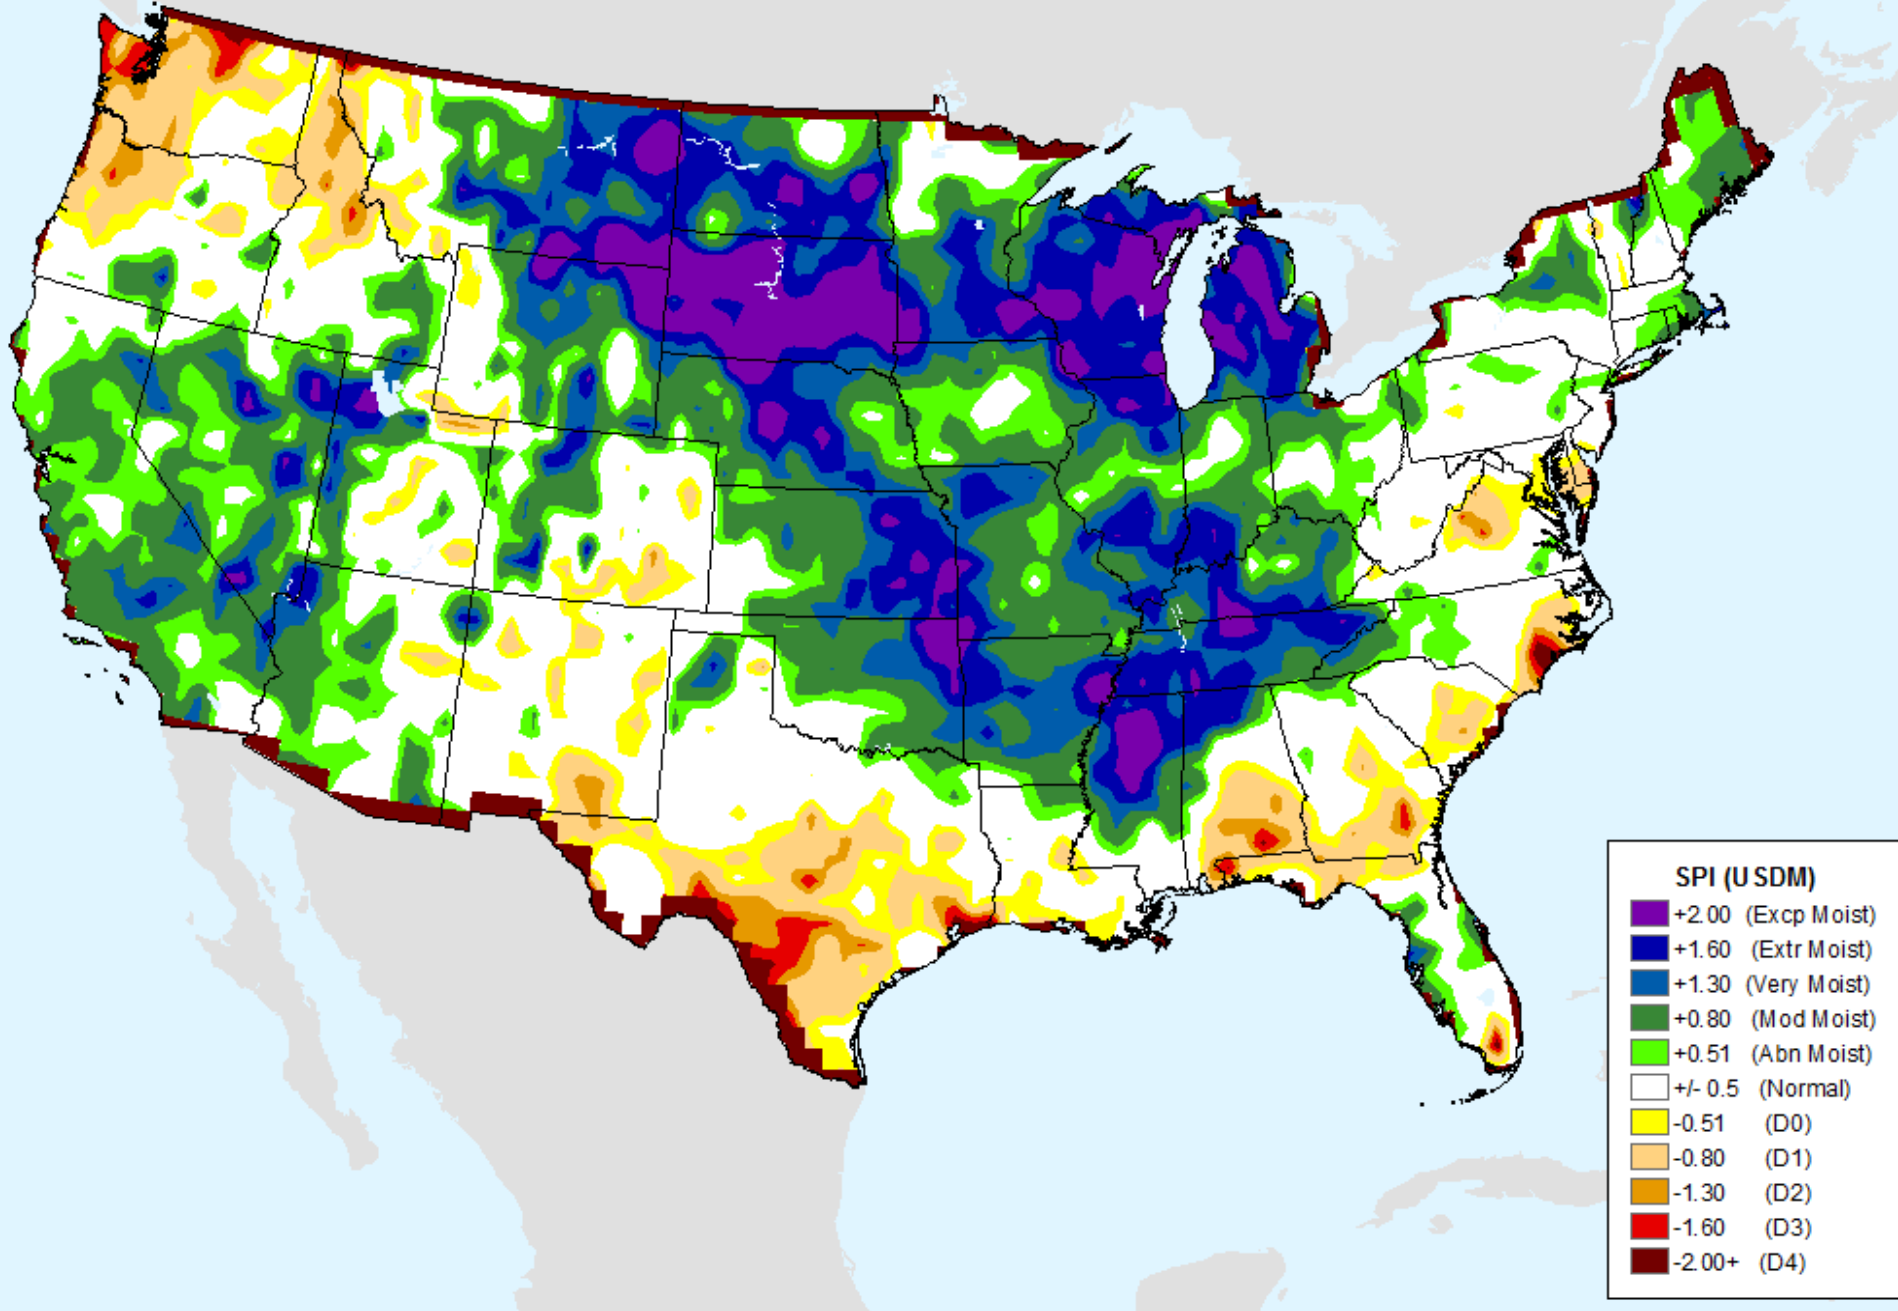 SPI (USDM)
+2.00 (Excp Moist)
+1.60 (Extr Moist)
+1.30 (Very Moist)
+0.80 (Mod Moist)
+0.51 (Abn Moist)
+/- 0.5 (Normal)
-0.51 (D0)
-0.80 (D1)
-1.30 (D2)
-1.60 (D3)
-2.00+ (D4)